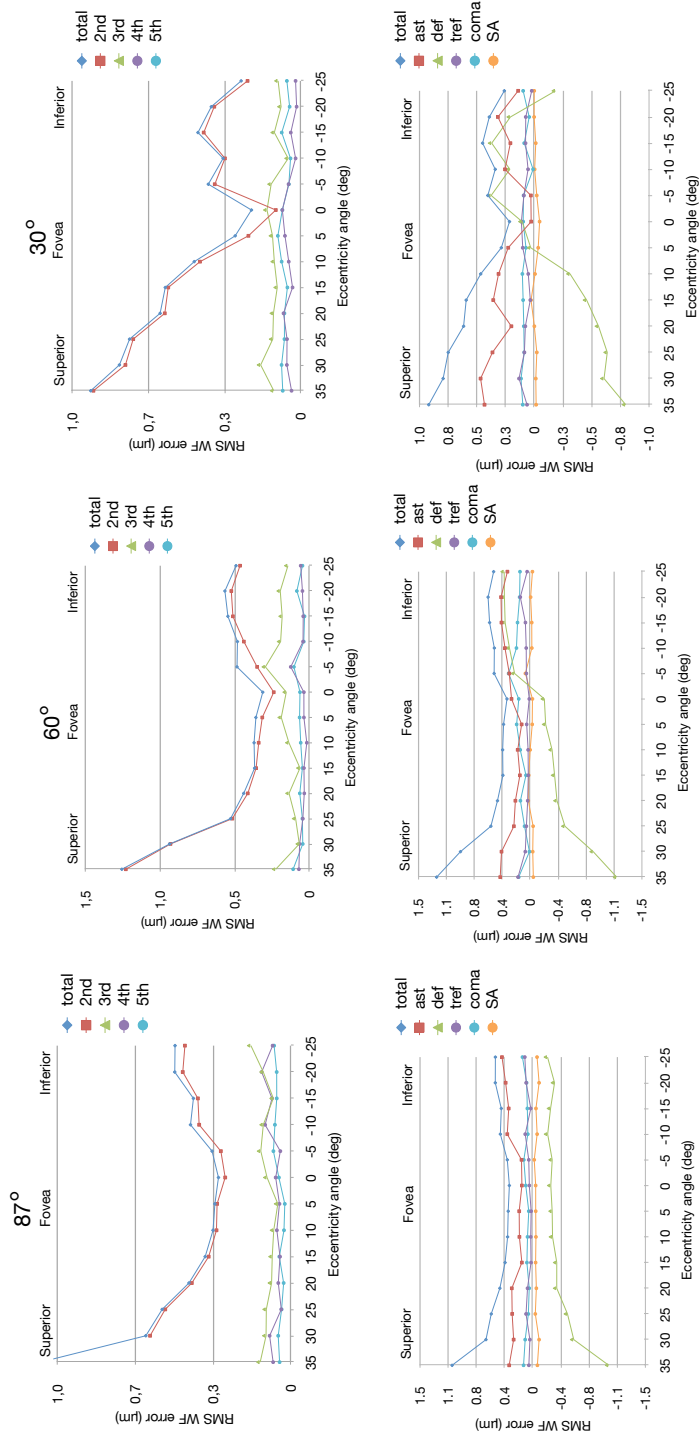 87°
Superior Fovea Inferior
1,0
0,7
0,3
0
RMS WF error (µm)
35 30 25 20 15 10 5 0 -5 -10 -15 -20 -25
Eccentricity angle (deg)
total
2nd
3rd
4th
5th
60°
Superior Fovea Inferior
1,5
1,0
0,5
0
RMS WF error (µm)
35 30 25 20 15 10 5 0 -5 -10 -15 -20 -25
Eccentricity angle (deg)
total
2nd
3rd
4th
5th
30°
Superior Fovea Inferior
1,0
0,7
0,3
0
RMS WF error (µm)
35 30 25 20 15 10 5 0 -5 -10 -15 -20 -25
Eccentricity angle (deg)
total
2nd
3rd
4th
5th
Superior Fovea Inferior
1.5
1.1
0.8
0.4
0
-0.4
-0.8
-1.1
-1.5
RMS WF error (µm)
35 30 25 20 15 10 5 0 -5 -10 -15 -20 -25
Eccentricity angle (deg)
total
ast
def
tref
coma
SA
Superior Fovea Inferior
1.5
1.1
0.8
0.4
0
-0.4
-0.8
-1.1
-1.5
RMS WF error (µm)
35 30 25 20 15 10 5 0 -5 -10 -15 -20 -25
Eccentricity angle (deg)
total
ast
def
tref
coma
SA
Superior Fovea Inferior
1.0
0.8
0.5
0.3
0
-0.3
-0.5
-0.8
-1.0
RMS WF error (µm)
35 30 25 20 15 10 5 0 -5 -10 -15 -20 -25
Eccentricity angle (deg)
total
ast
def
tref
coma
SA